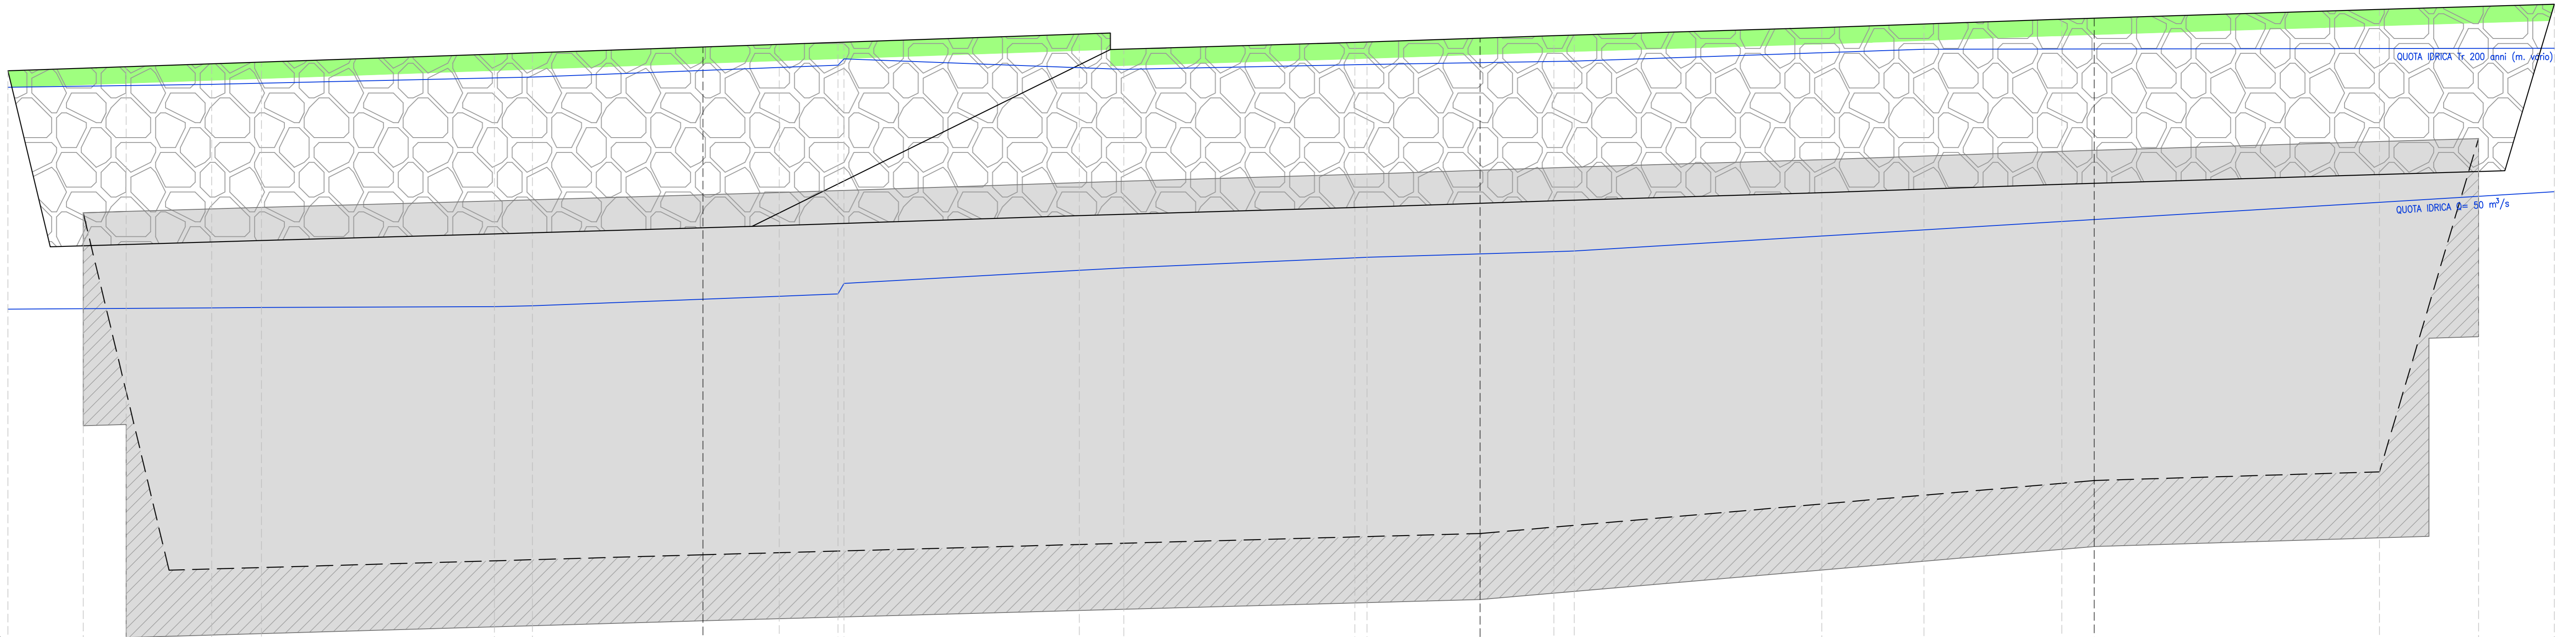 QUOTA IDRICA Tr 200 anni (m. vario)
QUOTA IDRICA Q= 50 m³/s